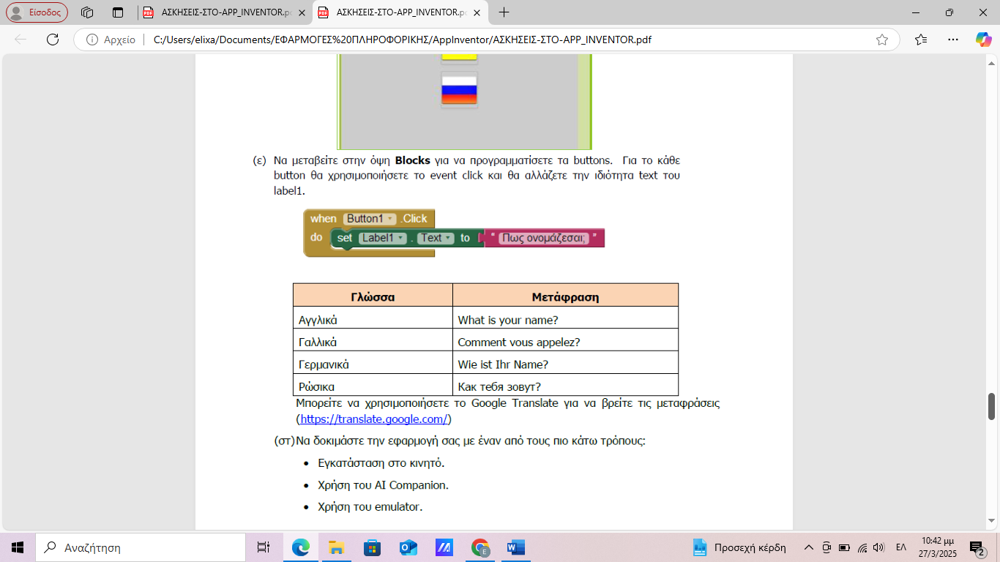 Είσοδος
ΑΣΚΗΣΕΙΣ-ΣΤΟ-APP_INVENTOR.pd
ΑΣΚΗΣΕΙΣ-ΣΤΟ-APP_INVENTOR.pdf
Αρχείο
C:/Users/elixa/Documents/ΕΦΑΡΜΟΓΕΣ%20ΠΛΗΡΟΦΟΡΙΚΗΣ/AppInventor/ΑΣΚΗΣΕΙΣ-ΣΤΟ-APP_INVENTOR.pdf
(ε) Να μεταβείτε στην όψη Blocks για να προγραμματίσετε τα buttons. Για το κάθε
button θα χρησιμοποιήσετε το event click και θα αλλάζετε την ιδιότητα text του
label1.
when Button1 .Click
do set Label1 . Text to " Πως ονομάζεσαι; "
Γλώσσα Μετάφραση
Αγγλικά What is your name?
Γαλλικά Comment vous appelez?
Γερμανικά Wie ist Ihr Name?
Ρώσικα Как тебя зовут?
Μπορείτε να χρησιμοποιήσετε το Google Translate για να βρείτε τις μεταφράσεις
(https://translate.google.com/)
(στ) Να δοκιμάστε την εφαρμογή σας με έναν από τους πιο κάτω τρόπους:
• Εγκατάσταση στο κινητό.
• Χρήση του AI Companion.
• Χρήση του emulator.
Αναζήτηση
Προσεχή κέρδη
ΕΛ
10:42 μμ
27/3/2025
2